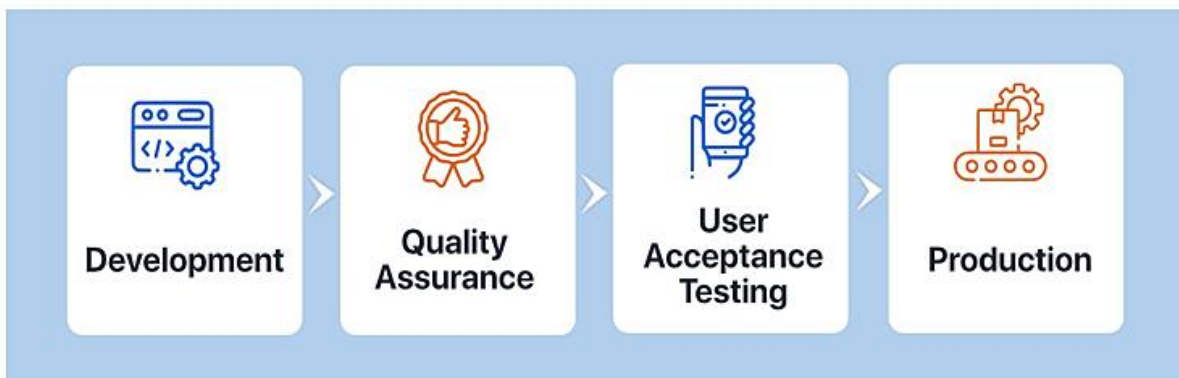 Development
Quality
Assurance
User
Acceptance
Testing
Production